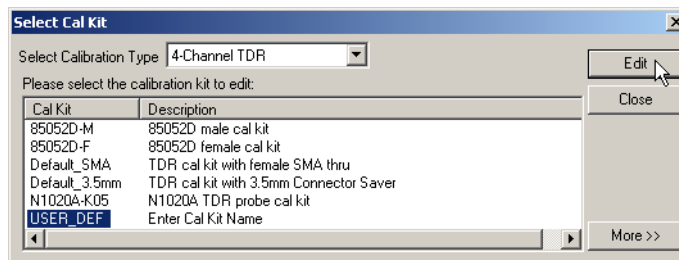 Select Cal Kit
Select Calibration Type 4-Channel TDR
Edit
Please select the calibration kit to edit:
Close
Cal Kit Description
85052D-M 85052D male cal kit
85052D-F 85052D female cal kit
Default_SMA TDR cal kit with female SMA thru
Default_3.5mm TDR cal kit with 3.5mm Connector Saver
N1020A-K05 N1020A TDR probe cal kit
USER_DEF Enter Cal Kit Name
More >>